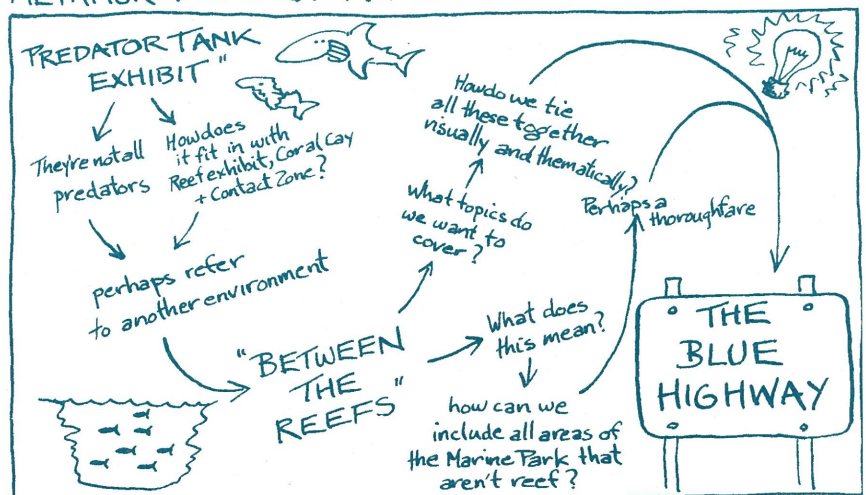 PREDATOR TANK
EXHIBIT"
They're not all
predators
How does
it fit in with
Reef exhibit, Coral Cay
+ Contact Zone?
perhaps refer
to another environment
"BETWEEN
THE
REEFS"
What topics do
we want to
cover?
How do we tie
all these together
visually and thematically?
What does
this mean?
how can we
include all areas of
the Marine Park that
aren't reef?
Perhaps a
thoroughfare
THE
BLUE
HIGHWAY